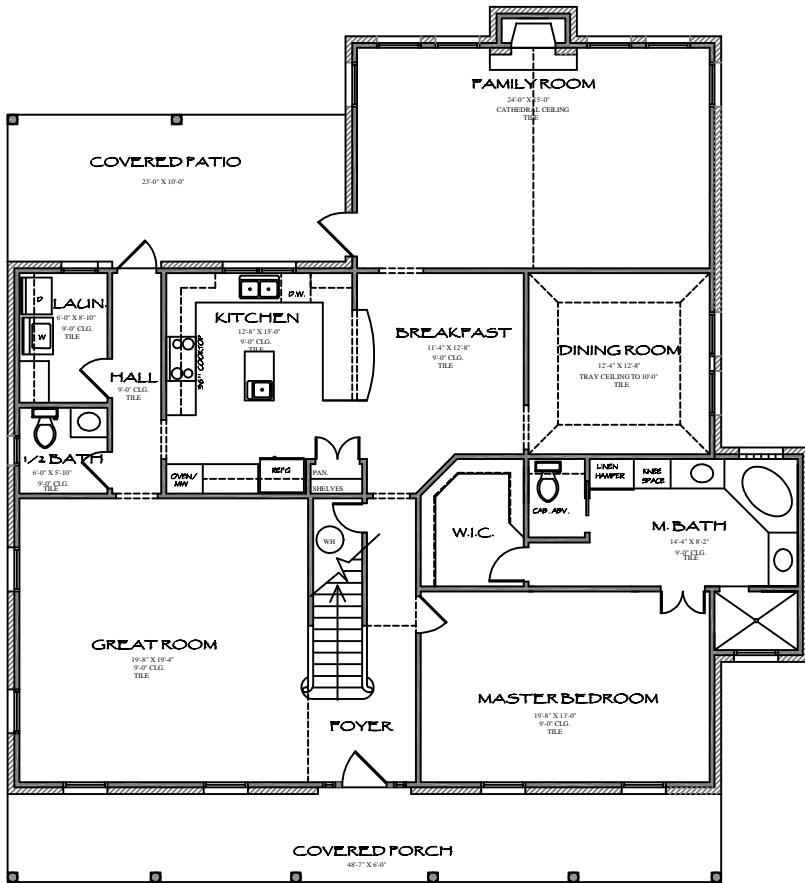 FAMILY ROOM
24'-0" X 15'-0"
CATHEDRAL CEILING
TILE
COVERED PATIO
23'-0" X 10'-0"
D
LAUN.
6'-0" X 8'-10"
9'-0" CLG.
TILE
W
HALL
9'-0" CLG.
TILE
D.W.
KITCHEN
12'-8" X 15'-0"
9'-0" CLG.
TILE
36" COOKTOP
BREAKFAST
11'-4" X 12'-8"
9'-0" CLG.
TILE
DINING ROOM
12'-4" X 12'-8"
TRAY CEILING TO 10'-0"
TILE
1/2 BATH
6'-0" X 5'-10"
9'-0" CLG.
TILE
OVEN/
MW
REFG
PAN.
SHELVES
LINEN
HAMPER
KNEE
SPACE
CAB. ABV.
W.I.C.
M. BATH
14'-4" X 8'-2"
9'-0" CLG.
TILE
WH
GREAT ROOM
19'-8" X 19'-4"
9'-0" CLG.
TILE
FOYER
MASTER BEDROOM
19'-8" X 13'-0"
9'-0" CLG.
TILE
COVERED PORCH
48'-7" X 6'-0"